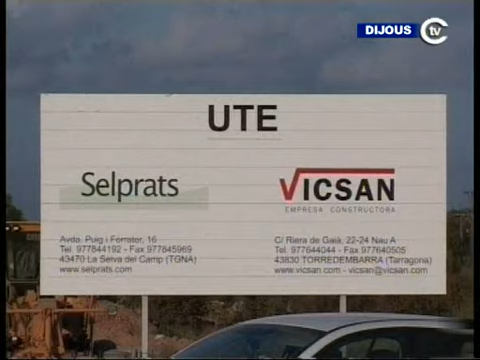 DIJOUS
C tv
UTE
Selprats
VICSAN
EMPRESA CONSTRUCTORA
Avda. Puig i Ferrater, 16
Tel. 977844192 - Fax 977845969
43470 La Selva del Camp (TGNA)
www.selprats.com
C/ Riera de Gaià, 22-24 Nau A
Tel. 977644044 - Fax 977640505
43830 TORREDEMBARRA (Tarragona)
www.vicsan.com - vicsan@vicsan.com